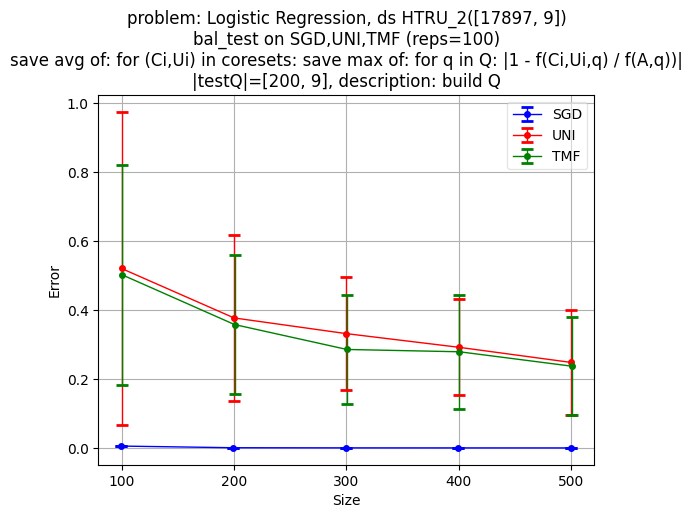 problem: Logistic Regression, ds HTRU_2([17897, 9])
bal_test on SGD,UNI,TMF (reps=100)
save avg of: for (Ci,Ui) in coresets: save max of: for q in Q: |1 - f(Ci,Ui,q) / f(A,q))|
|testQ|=[200, 9], description: build Q
1.0
0.8
0.6
0.4
0.2
0.0
Error
SGD
UNI
TMF
100
200
300
400
500
Size